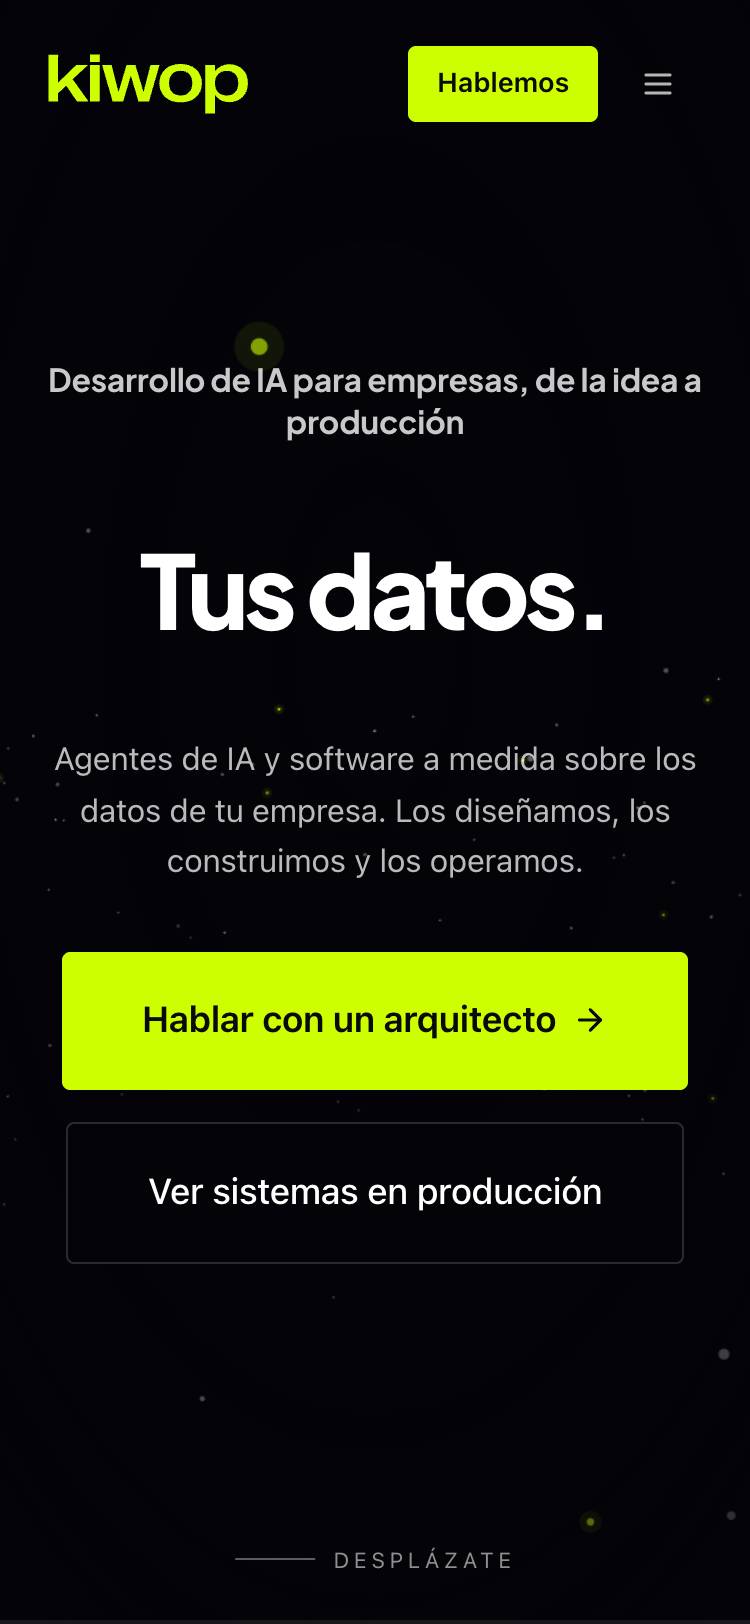 kiwop
Hablemos
Desarrollo de IA para empresas, de la idea a
producción
Tus datos.
Agentes de IA y software a medida sobre los
datos de tu empresa. Los diseñamos, los
construimos y los operamos.
Hablar con un arquitecto →
Ver sistemas en producción
DESPLÁZATE